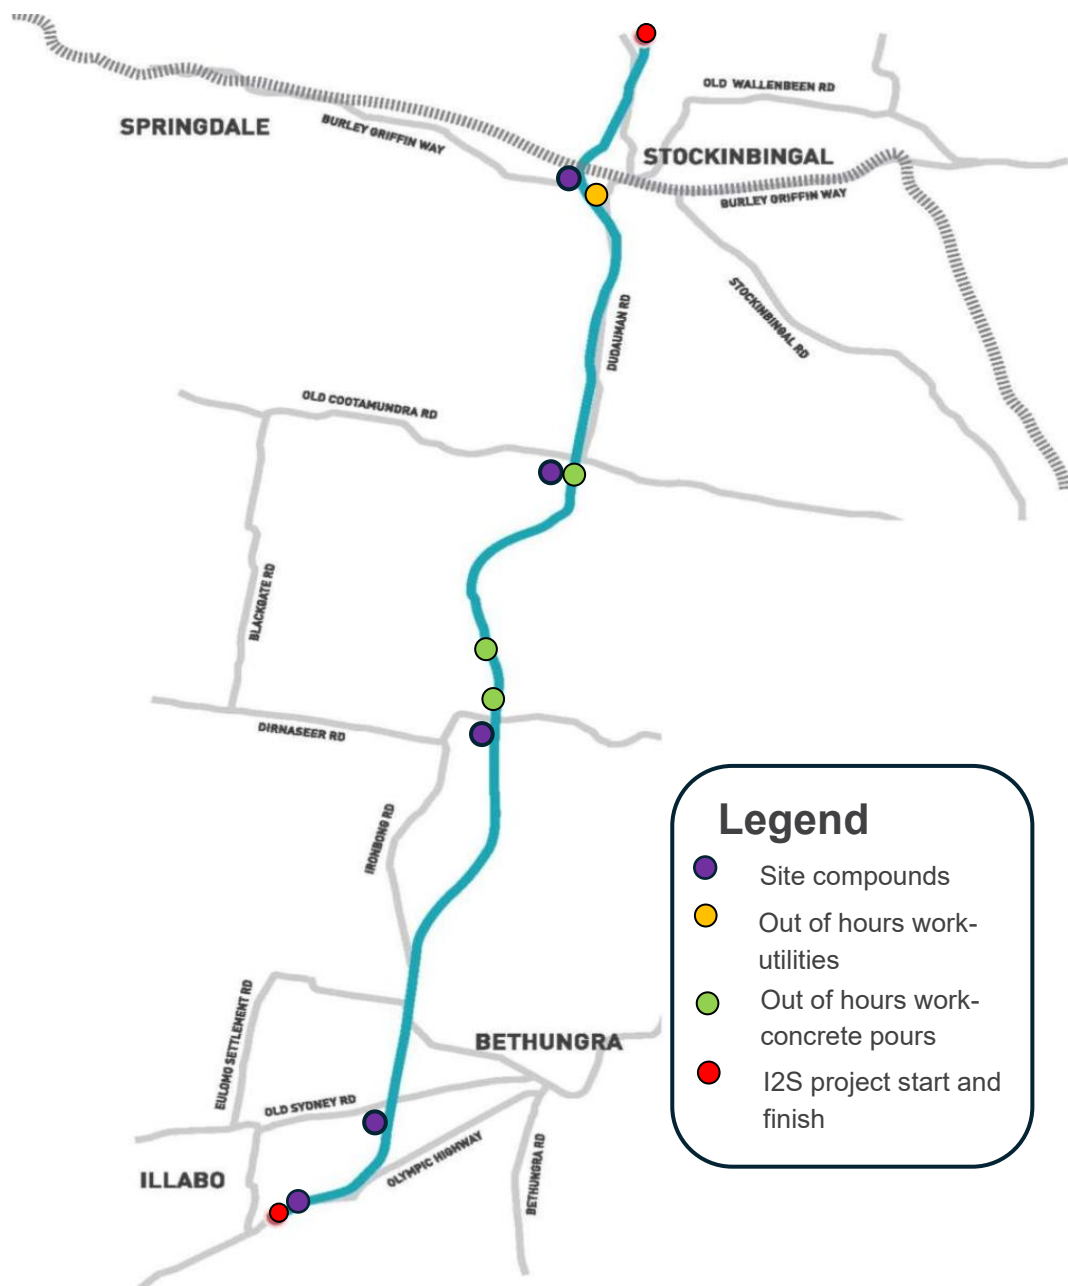 OLD WALLENBEEN RD
SPRINGDALE
BURLEY GRIFFIN WAY
STOCKINBINGAL
BURLEY GRIFFIN WAY
STOCKINBINGAL RD
DUDAUMAN RD
OLD COOTAMUNDRA RD
BLACKGATE RD
DIRNASEER RD
IRONBONG RD
EULOMO SETTLEMENT RD
BETHUNGRA
OLD SYDNEY RD
OLYMPIC HIGHWAY
BETHUNGRA RD
ILLABO
Legend
Site compounds
Out of hours work-
utilities
Out of hours work-
concrete pours
I2S project start and
finish